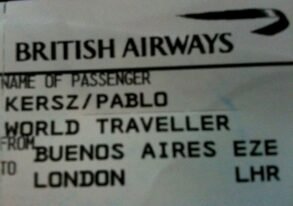 BRITISH AIRWAYS
NAME OF PASSENGER
KERSZ/PABLO
WORLD TRAVELLER
FROM BUENOS AIRES EZE
TO LONDON LHR